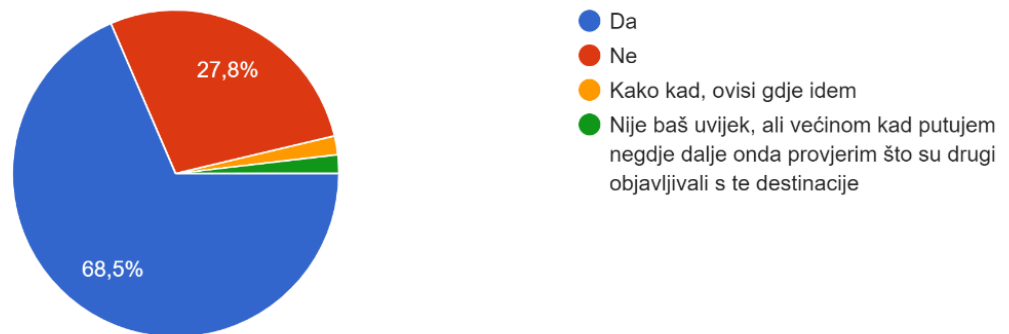 27,8%
68,5%
Da
Ne
Kako kad, ovisi gdje idem
Nije baš uvijek, ali većinom kad putujem
negdje dalje onda provjerim što su drugi
objavljivali s te destinacije